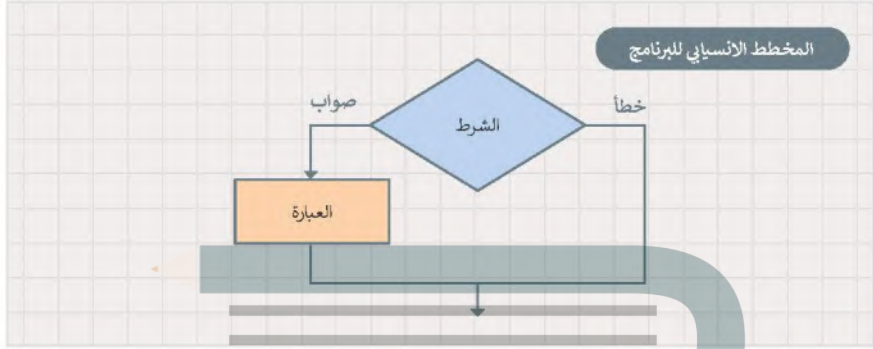 المخطط الانسيابي للبرنامج
خطأ
صواب
الشرط
العبارة